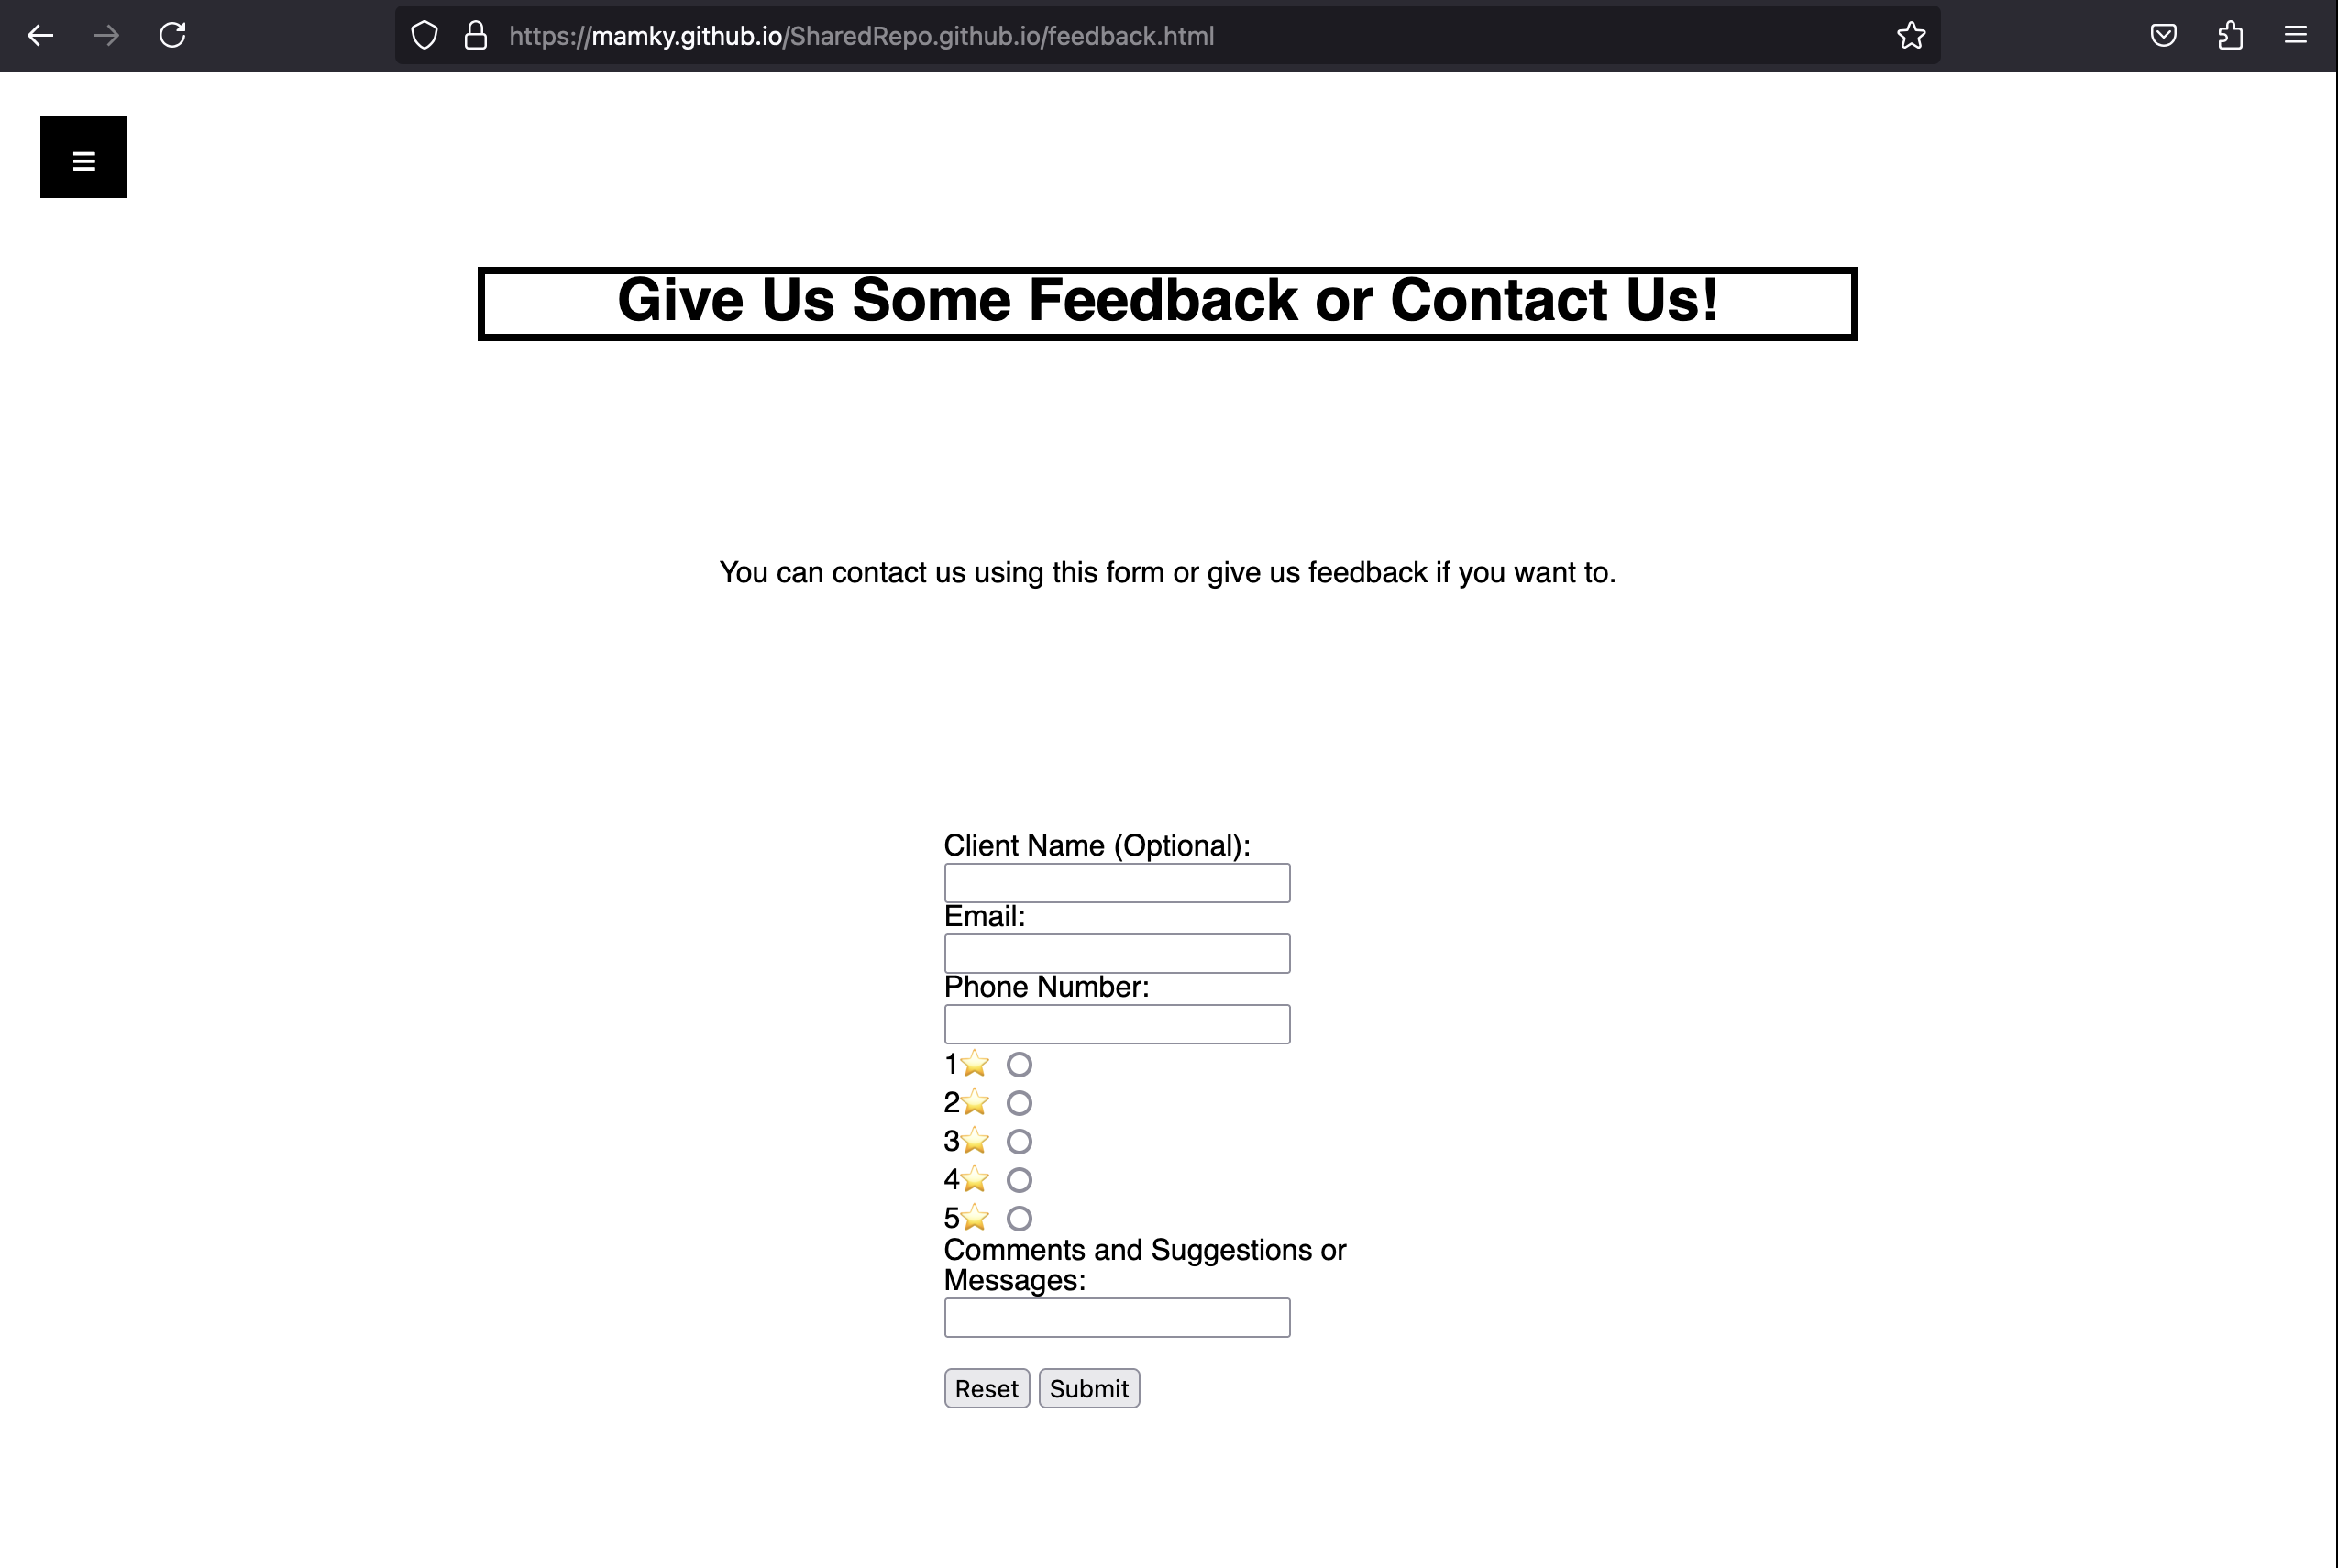 https://mamky.github.io/SharedRepo.github.io/feedback.html
Give Us Some Feedback or Contact Us!
You can contact us using this form or give us feedback if you want to.
Client Name (Optional):
Email:
Phone Number:
1⭐
2⭐
3⭐
4⭐
5⭐
Comments and Suggestions or
Messages:
Reset Submit